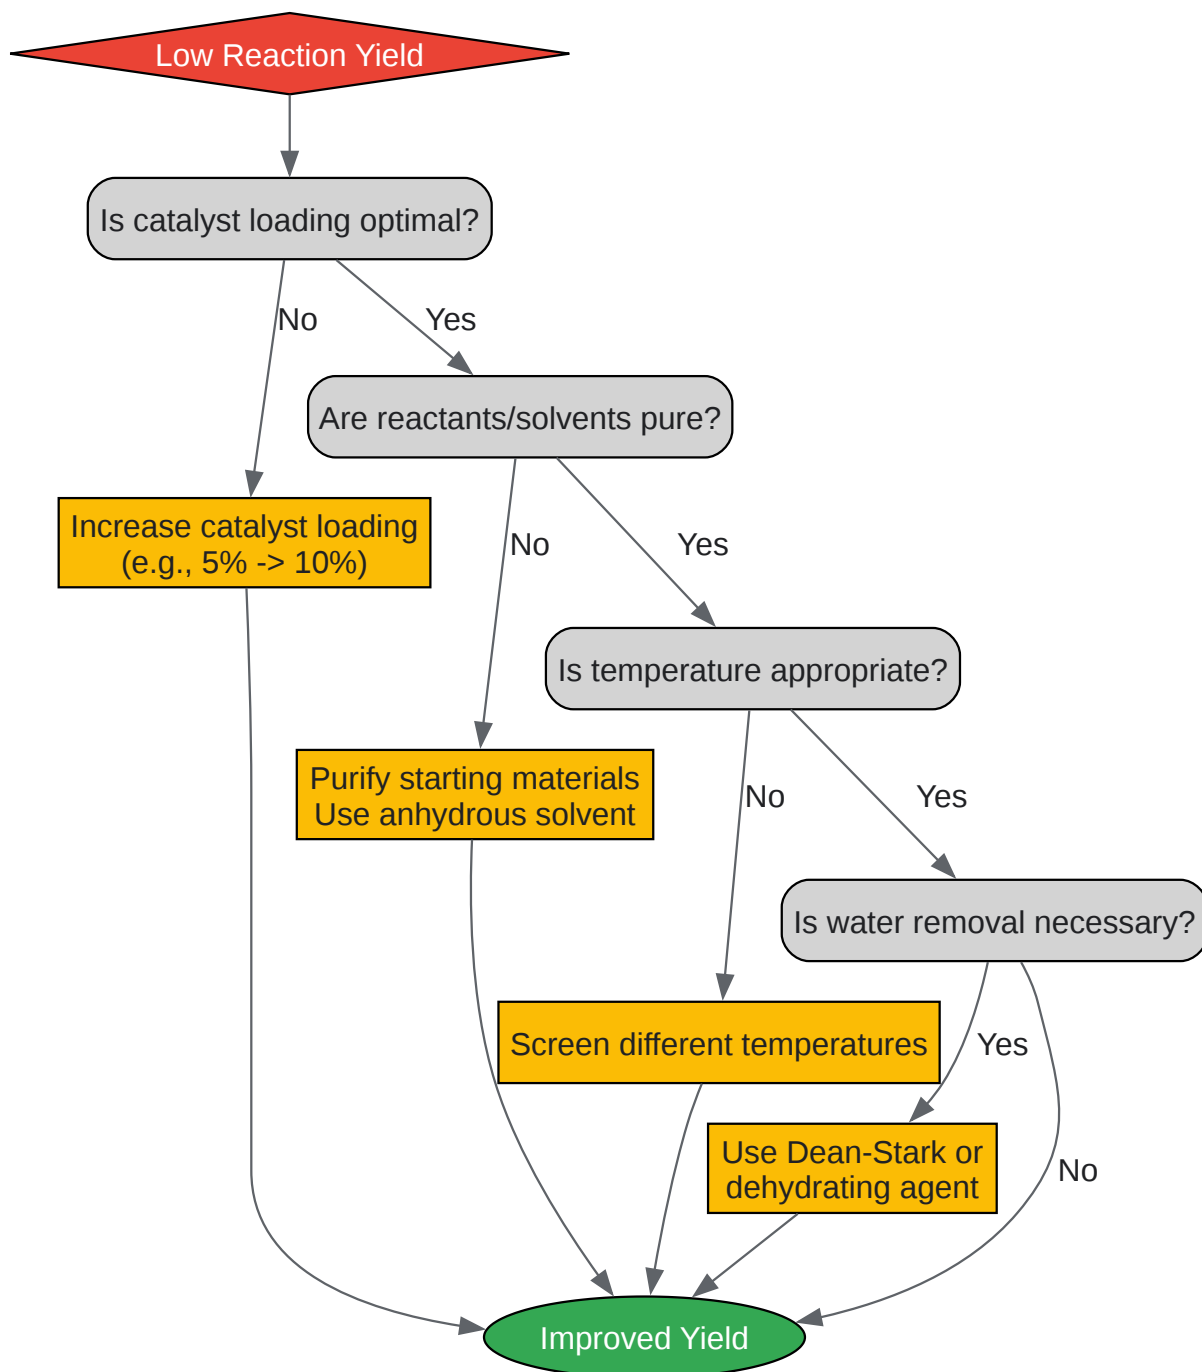 Low Reaction Yield
Is catalyst loading optimal?
No
Yes
Are reactants/solvents pure?
Increase catalyst loading
(e.g., 5% -> 10%)
No
Yes
Is temperature appropriate?
Purify starting materials
Use anhydrous solvent
No
Yes
Is water removal necessary?
Screen different temperatures
Yes
Use Dean-Stark or
dehydrating agent
No
Improved Yield